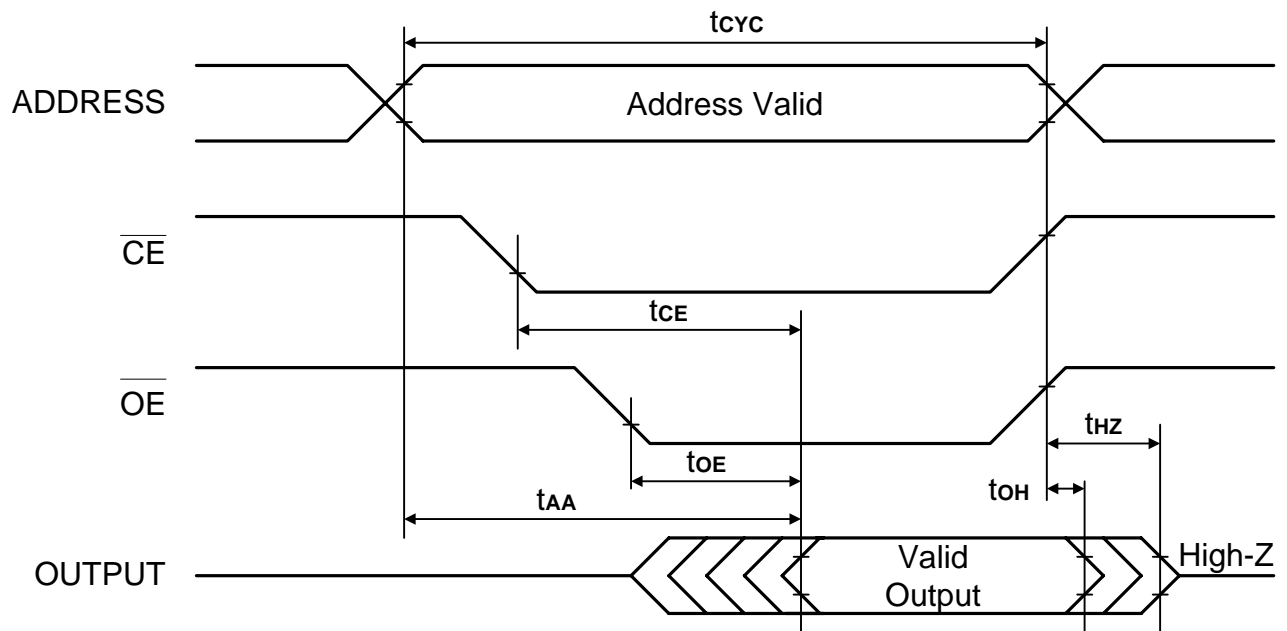 tCYC
ADDRESS
Address Valid
CE
tCE
OE
tHZ
tOE
tOH
tAA
OUTPUT
Valid
Output
High-Z